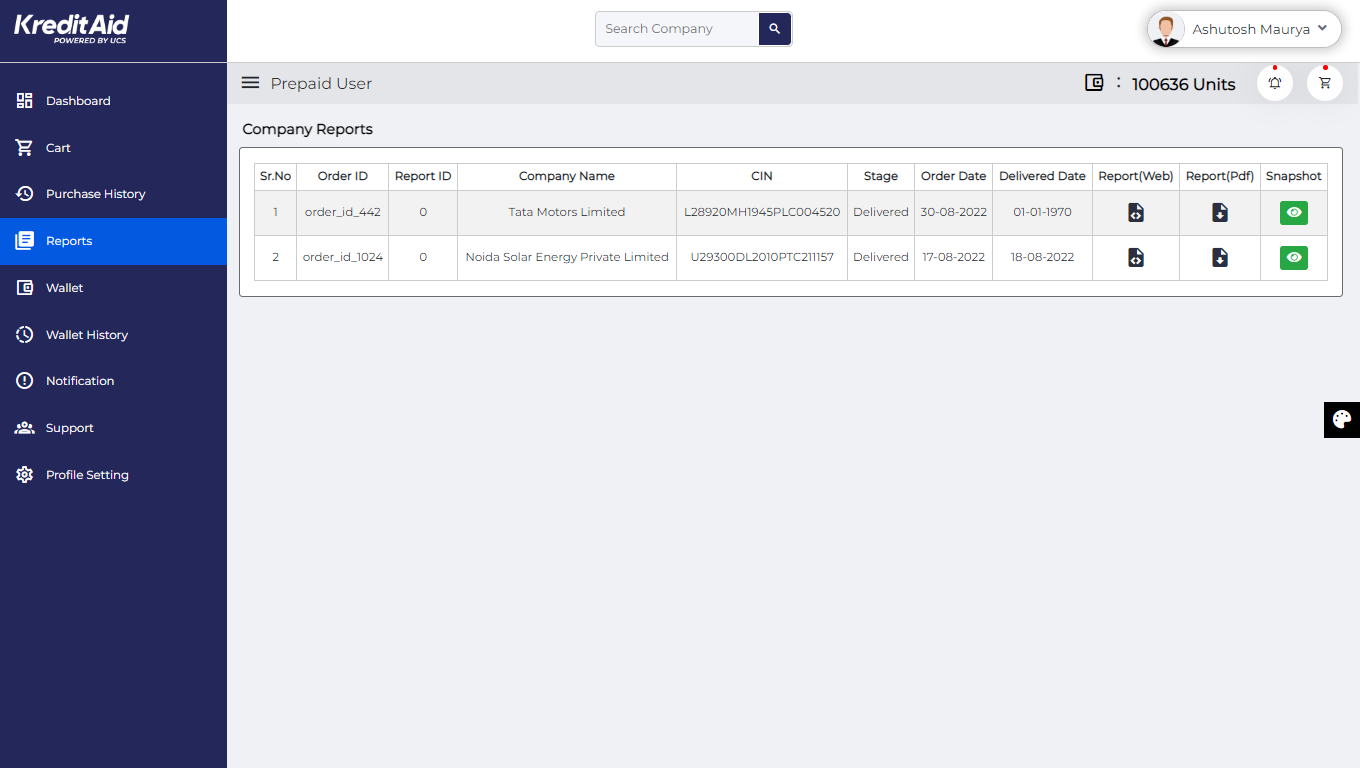 KreditAid
POWERED BY UCS
Search Company
Ashutosh Maurya
Prepaid User
: 100636 Units
Dashboard
Cart
Purchase History
Reports
Wallet
Wallet History
Notification
Support
Profile Setting
Company Reports
Sr.No Order ID Report ID Company Name CIN Stage Order Date Delivered Date Report(Web) Report(Pdf) Snapshot
1 order_id_442 0 Tata Motors Limited L28920MH1945PLC004520 Delivered 30-08-2022 01-01-1970
2 order_id_1024 0 Noida Solar Energy Private Limited U29300DL2010PTC211157 Delivered 17-08-2022 18-08-2022